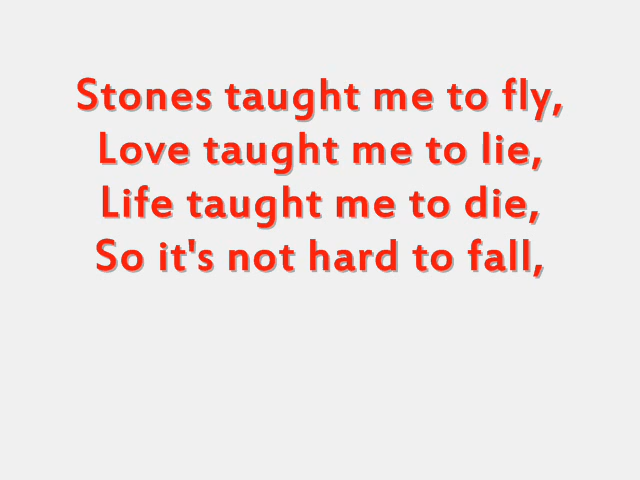 Stones taught me to fly,
Love taught me to lie,
Life taught me to die,
So it's not hard to fall,